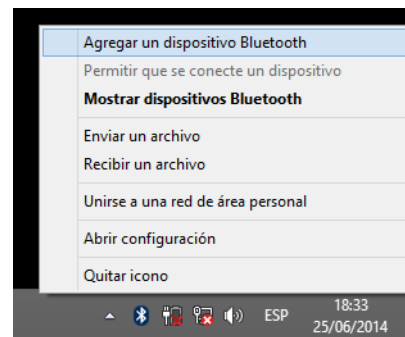 Agregar un dispositivo Bluetooth
Permitir que se conecte un dispositivo
Mostrar dispositivos Bluetooth
Enviar un archivo
Recibir un archivo
Unirse a una red de área personal
Abrir configuración
Quitar icono
ESP
18:33
25/06/2014